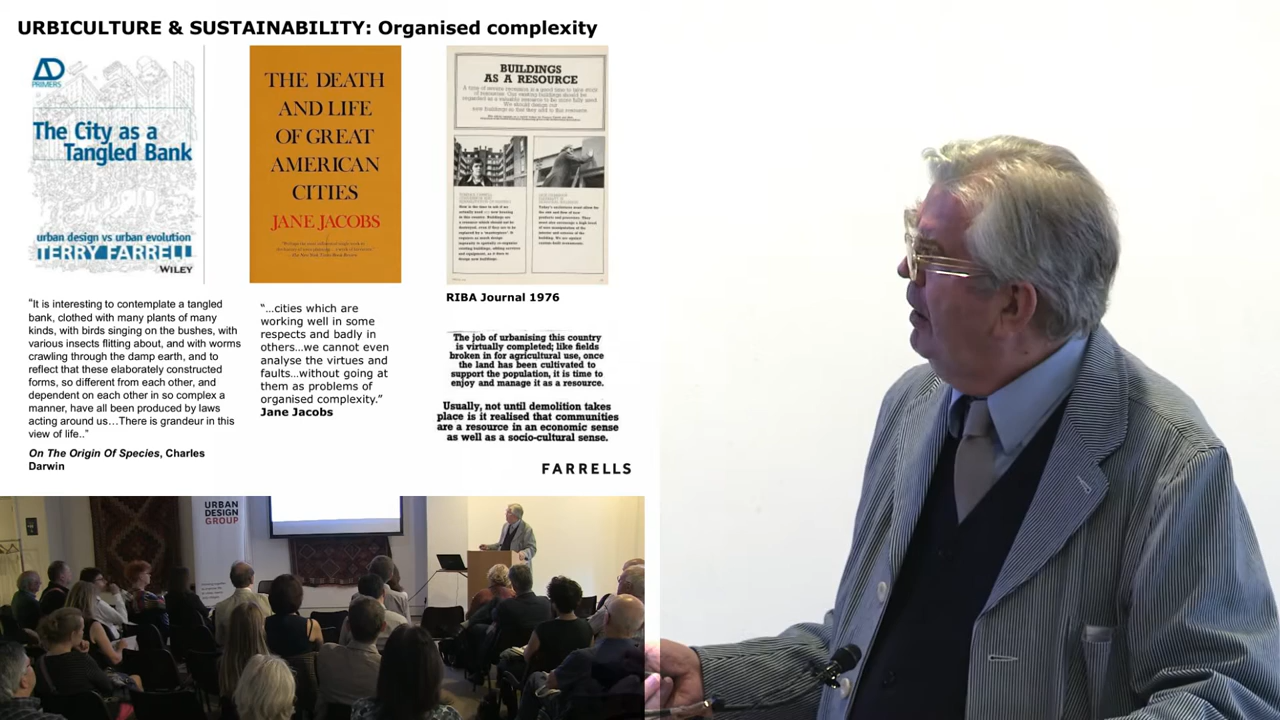 URBICULTURE & SUSTAINABILITY: Organised complexity
AD
PRIMERS
The City as a
Tangled Bank
urban design vs urban evolution
TERRY FARRELL
WILEY
"It is interesting to contemplate a tangled
bank, clothed with many plants of many
kinds, with birds singing on the bushes, with
various insects flitting about, and with worms
crawling through the damp earth, and to
reflect that these elaborately constructed
forms, so different from each other, and
dependent on each other in so complex a
manner, have all been produced by laws
acting around us...There is grandeur in this
view of life.."
On The Origin Of Species, Charles
Darwin
THE DEATH
AND LIFE
OF GREAT
AMERICAN
CITIES
JANE JACOBS
"...cities which are
working well in some
respects and badly in
others...we cannot even
analyse the virtues and
faults...without going at
them as problems of
organised complexity."
Jane Jacobs
BUILDINGS
AS A RESOURCE
RIBA Journal 1976
The job of urbanising this country
is virtually completed; like fields
broken in for agricultural use, once
the land has been cultivated to
support the population, it is time to
enjoy and manage it as a resource.
Usually, not until demolition takes
place is it realised that communities
are a resource in an economic sense
as well as a socio-cultural sense.
FARRELLS
URBAN
DESIGN
GROUP